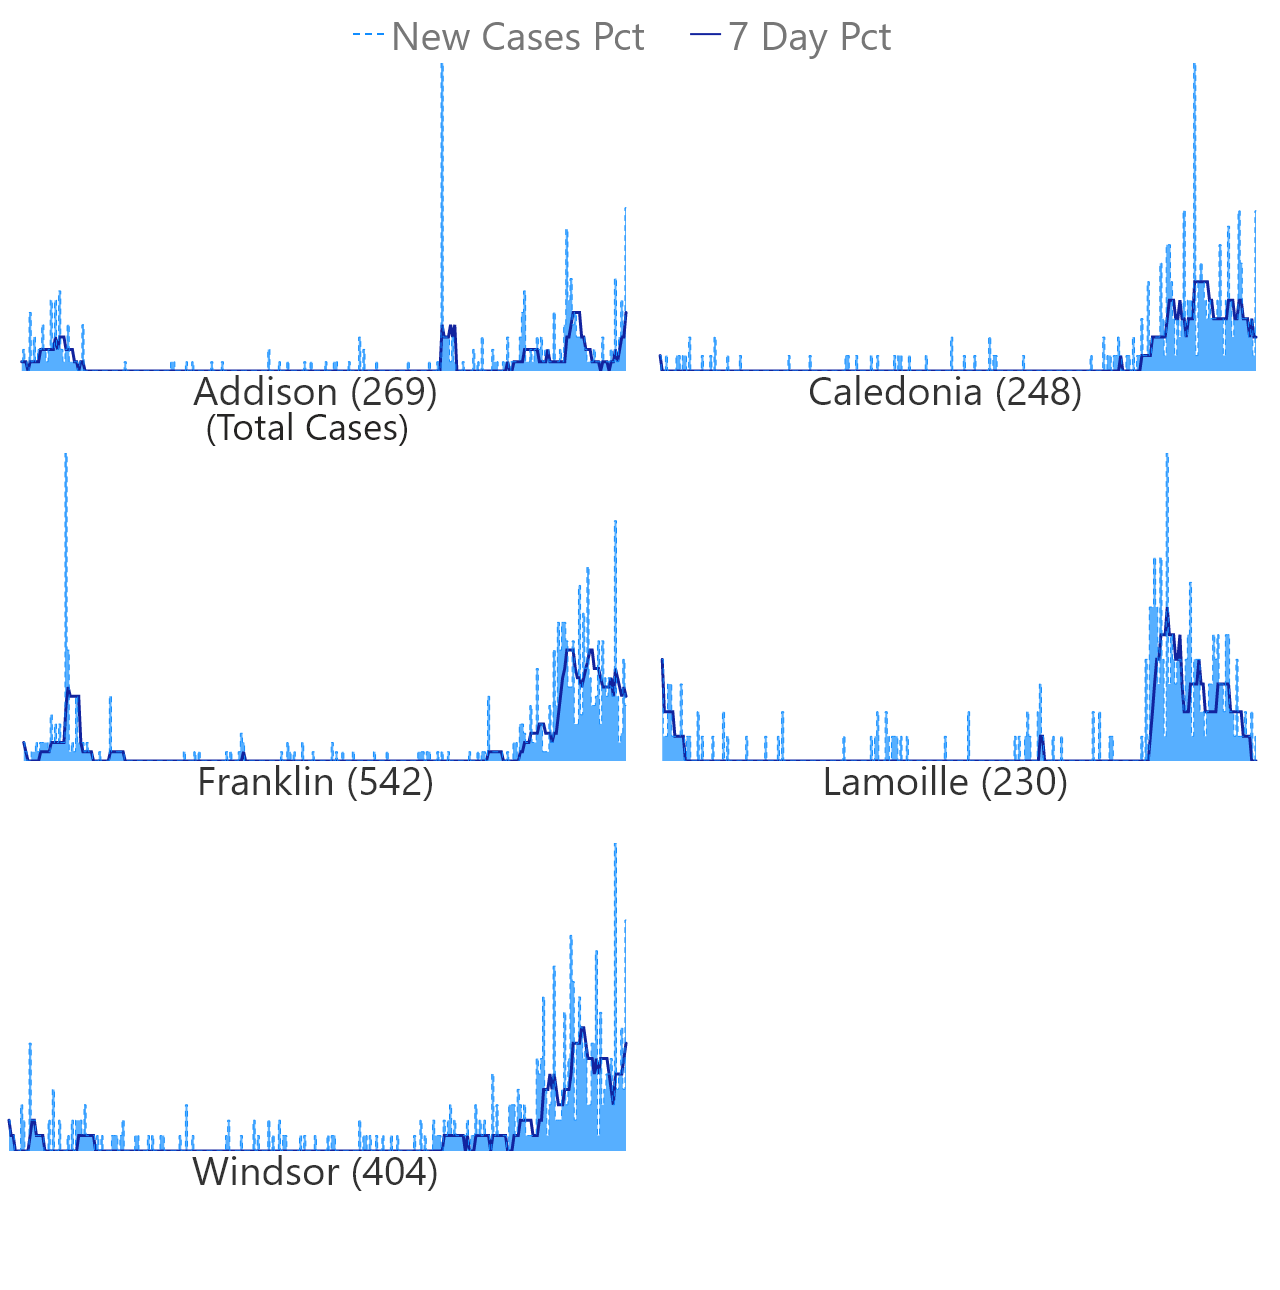 New Cases Pct 7 Day Pct
Addison (269) Caledonia (248)
(Total Cases)
Franklin (542) Lamoille (230)
Windsor (404)